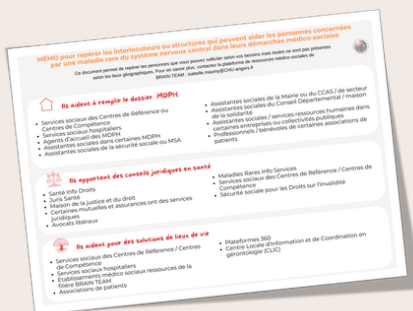 MÉMO pour repérer les interlocuteurs ou structures qui peuvent aider les personnes concernées
par une maladie rare du système nerveux central dans leurs démarches médico-sociales
Ce document permet de repérer les personnes que vous pouvez solliciter selon vos besoins mais toutes ne sont pas présentes
selon les lieux géographiques. Pour en savoir plus, contactez la plateforme de ressources médico-sociales de
BRAIN TEAM - isabelle.maumy@CHU-angers.fr
Ils aident à remplir le dossier MDPH
Services sociaux des Centres de Référence ou
Centres de Compétence
Services sociaux hospitaliers
Agents d'accueil des MDPH
Assistantes sociales dans certaines MDPH
Assistantes sociales de la sécurité sociale ou MSA
Assistantes sociales de la Mairie ou du CCAS / de secteur
Assistantes sociales du Conseil Départemental / maison
de la solidarité
Assistantes sociales / services ressources humaines dans
certaines entreprises ou collectivités publiques
Professionnels / bénévoles de certaines associations de
patients
Ils apportent des conseils juridiques en santé
Santé Info Droits
Juris Santé
Maison de la justice et du droit
Certaines mutuelles et assurances ont des services
juridiques
Avocats libéraux
Maladies Rares Info Services
Services sociaux des Centres de Référence / Centres de
Compétence
Sécurité sociale pour les Droits sur l'invalidité
Ils aident pour des solutions de lieux de vie
Services sociaux des Centres de Référence / Centres
de Compétence
Services sociaux hospitaliers
Etablissements médico sociaux ressources de la
filière BRAIN TEAM
Associations de patients
Plateformes 360
Centre Locale d'Information et de Coordination en
gérontologie (CLIC)